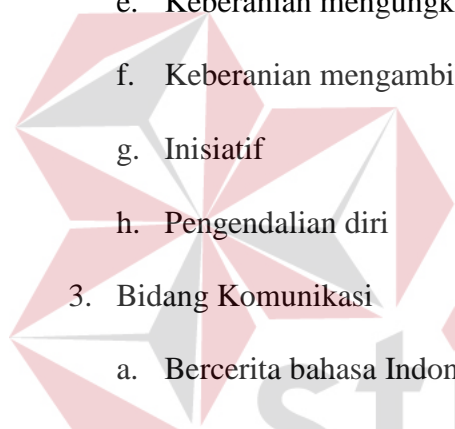 e. Keberanian mengungk
f. Keberanian mengambi
g. Inisiatif
h. Pengendalian diri
3. Bidang Komunikasi
a. Bercerita bahasa Indon